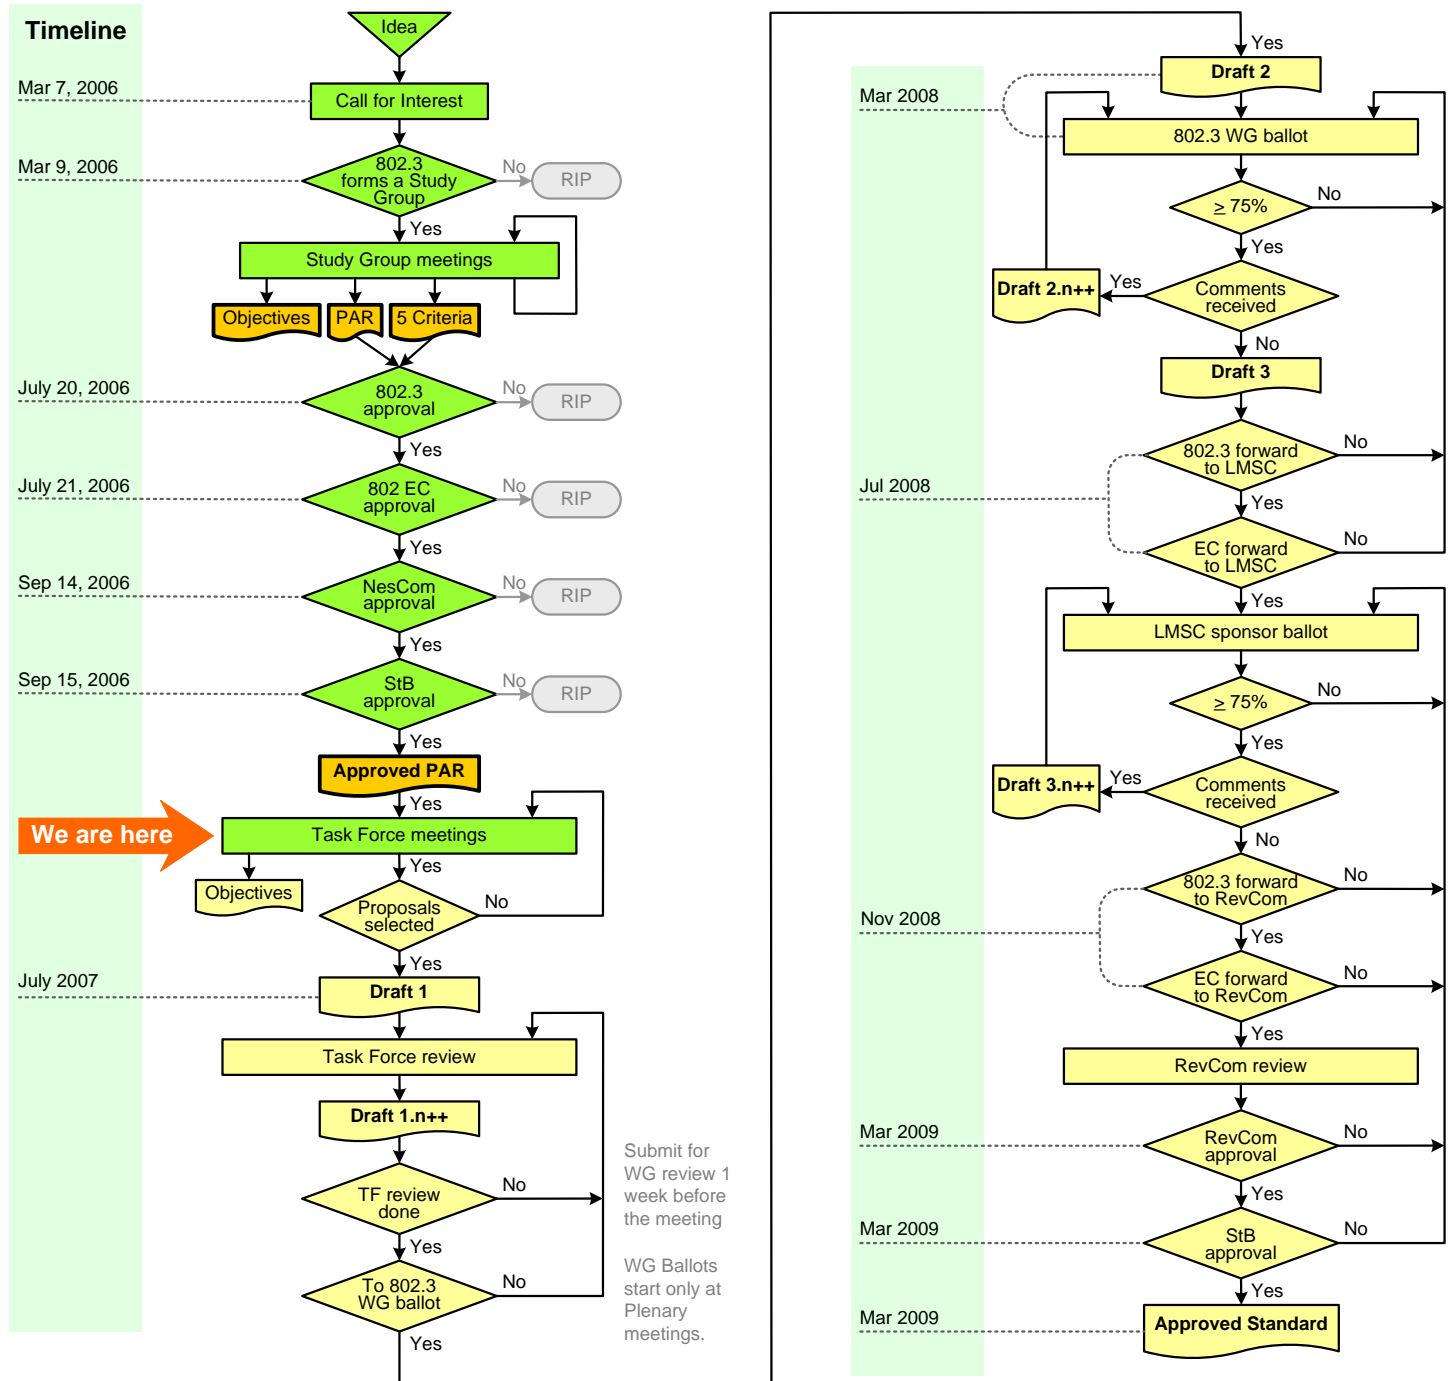 Timeline
Idea
Mar 7, 2006
Call for Interest
Mar 9, 2006
802.3
forms a Study
Group
No
RIP
Yes
Study Group meetings
Objectives
PAR
5 Criteria
July 20, 2006
802.3
approval
No
RIP
Yes
July 21, 2006
802 EC
approval
No
RIP
Yes
Sep 14, 2006
NesCom
approval
No
RIP
Yes
Sep 15, 2006
StB
approval
No
RIP
Yes
Approved PAR
Yes
We are here
Task Force meetings
Yes
Objectives
Proposals
selected
No
Yes
July 2007
Draft 1
Task Force review
Draft 1.n++
TF review
done
No
Yes
To 802.3
WG ballot
No
Yes
Submit for
WG review 1
week before
the meeting
WG Ballots
start only at
Plenary
meetings.
Yes
Draft 2
Mar 2008
802.3 WG ballot
≥ 75%
No
Yes
Comments
received
Yes
Draft 2.n++
No
Draft 3
802.3 forward
to LMSC
No
Jul 2008
Yes
EC forward
to LMSC
No
Yes
LMSC sponsor ballot
≥ 75%
No
Yes
Comments
received
Yes
Draft 3.n++
No
802.3 forward
to RevCom
No
Nov 2008
Yes
EC forward
to RevCom
No
Yes
RevCom review
Mar 2009
RevCom
approval
No
Yes
Mar 2009
StB
approval
No
Yes
Mar 2009
Approved Standard